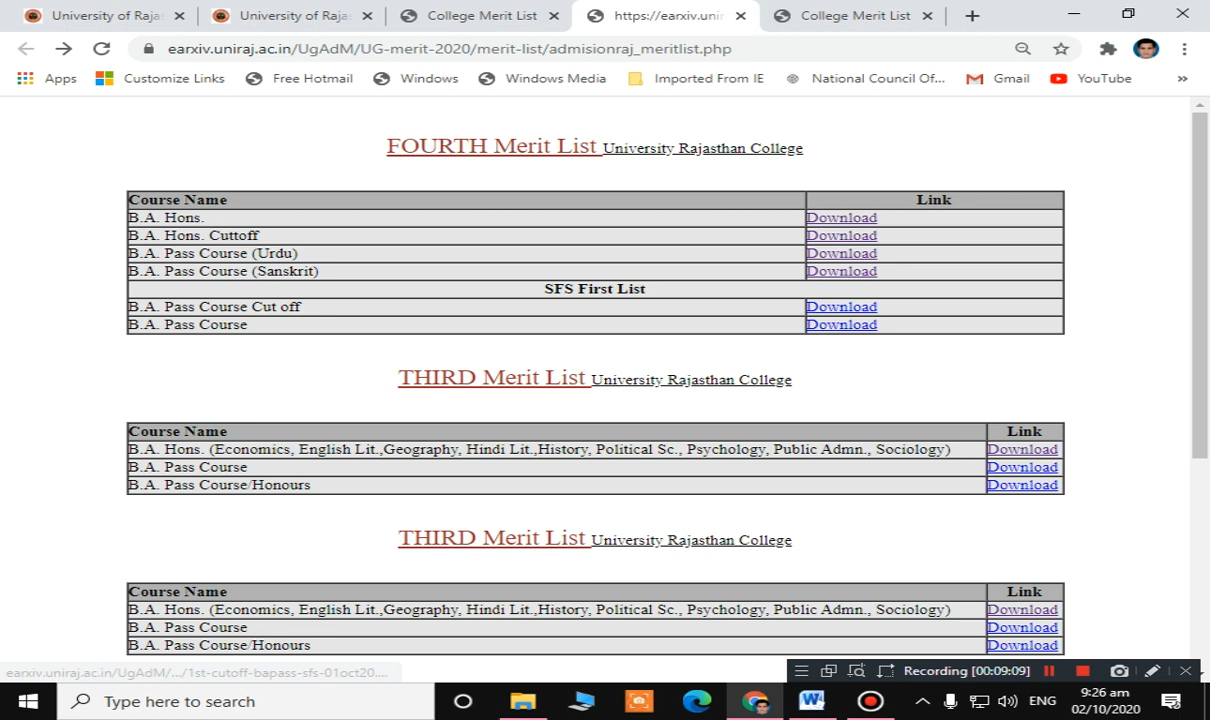 University of Rajas
University of Rajas
College Merit List
https://earxiv.unir
College Merit List
earxiv.uniraj.ac.in/UgAdM/UG-merit-2020/merit-list/admisionraj_meritlist.php
Apps
Customize Links
Free Hotmail
Windows
Windows Media
Imported From IE
National Council Of...
Gmail
YouTube
»
FOURTH Merit List University Rajasthan College
Course Name Link
B.A. Hons. Download
B.A. Hons. Cuttoff Download
B.A. Pass Course (Urdu) Download
B.A. Pass Course (Sanskrit) Download
SFS First List
B.A. Pass Course Cut off Download
B.A. Pass Course Download
THIRD Merit List University Rajasthan College
Course Name Link
B.A. Hons. (Economics, English Lit.,Geography, Hindi Lit.,History, Political Sc., Psychology, Public Admn., Sociology) Download
B.A. Pass Course Download
B.A. Pass Course/Honours Download
THIRD Merit List University Rajasthan College
Course Name Link
B.A. Hons. (Economics, English Lit.,Geography, Hindi Lit.,History, Political Sc., Psychology, Public Admn., Sociology) Download
B.A. Pass Course Download
B.A. Pass Course/Honours Download
earxiv.uniraj.ac.in/UgAdM/.../1st-cutoff-bapass-sfs-01oct20....
Recording [00:09:09]
Type here to search
ENG
9:26 am
02/10/2020